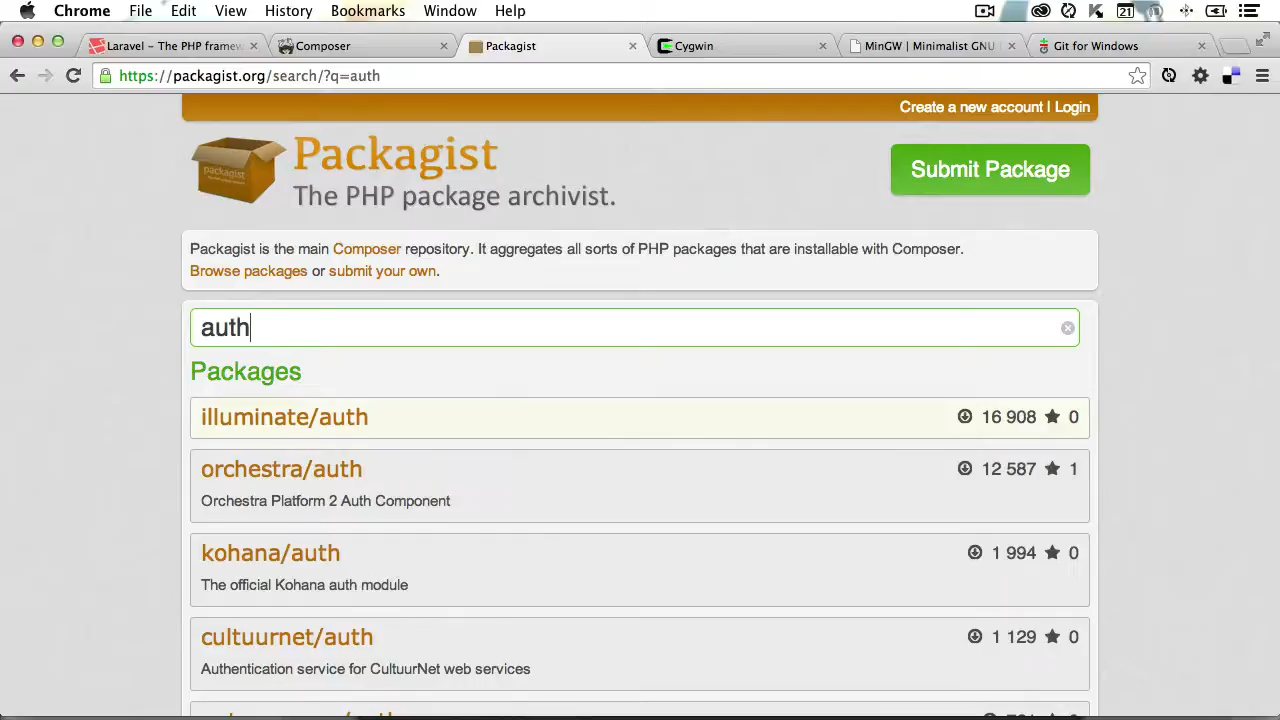 Chrome File Edit View History Bookmarks Window Help
21
Laravel – The PHP framew
Composer
Packagist
Cygwin
MinGW | Minimalist GNU
Git for Windows
https://packagist.org/search/?q=auth
Create a new account | Login
packagist
Packagist
The PHP package archivist.
Submit Package
Packagist is the main Composer repository. It aggregates all sorts of PHP packages that are installable with Composer.
Browse packages or submit your own.
auth
Packages
illuminate/auth 16 908 0
orchestra/auth 12 587 1
Orchestra Platform 2 Auth Component
kohana/auth 1 994 0
The official Kohana auth module
cultuurnet/auth 1 129 0
Authentication service for CultuurNet web services